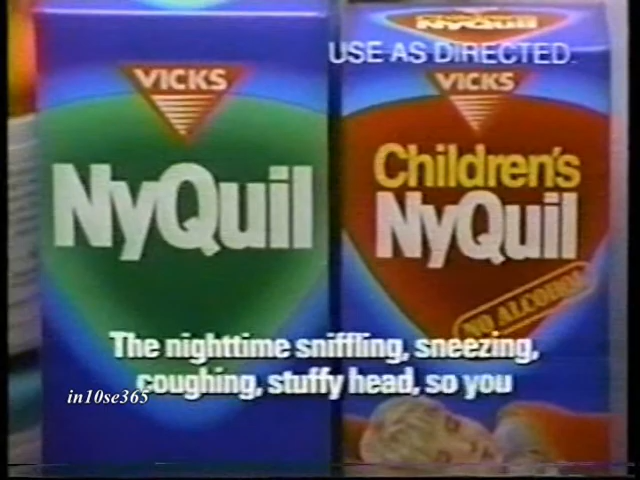 NyQuil
USE AS DIRECTED.
VICKS
NyQuil
VICKS
Children's
NyQuil
NO ALCOHOL
The nighttime sniffling, sneezing,
coughing, stuffy head, so you
in10se365